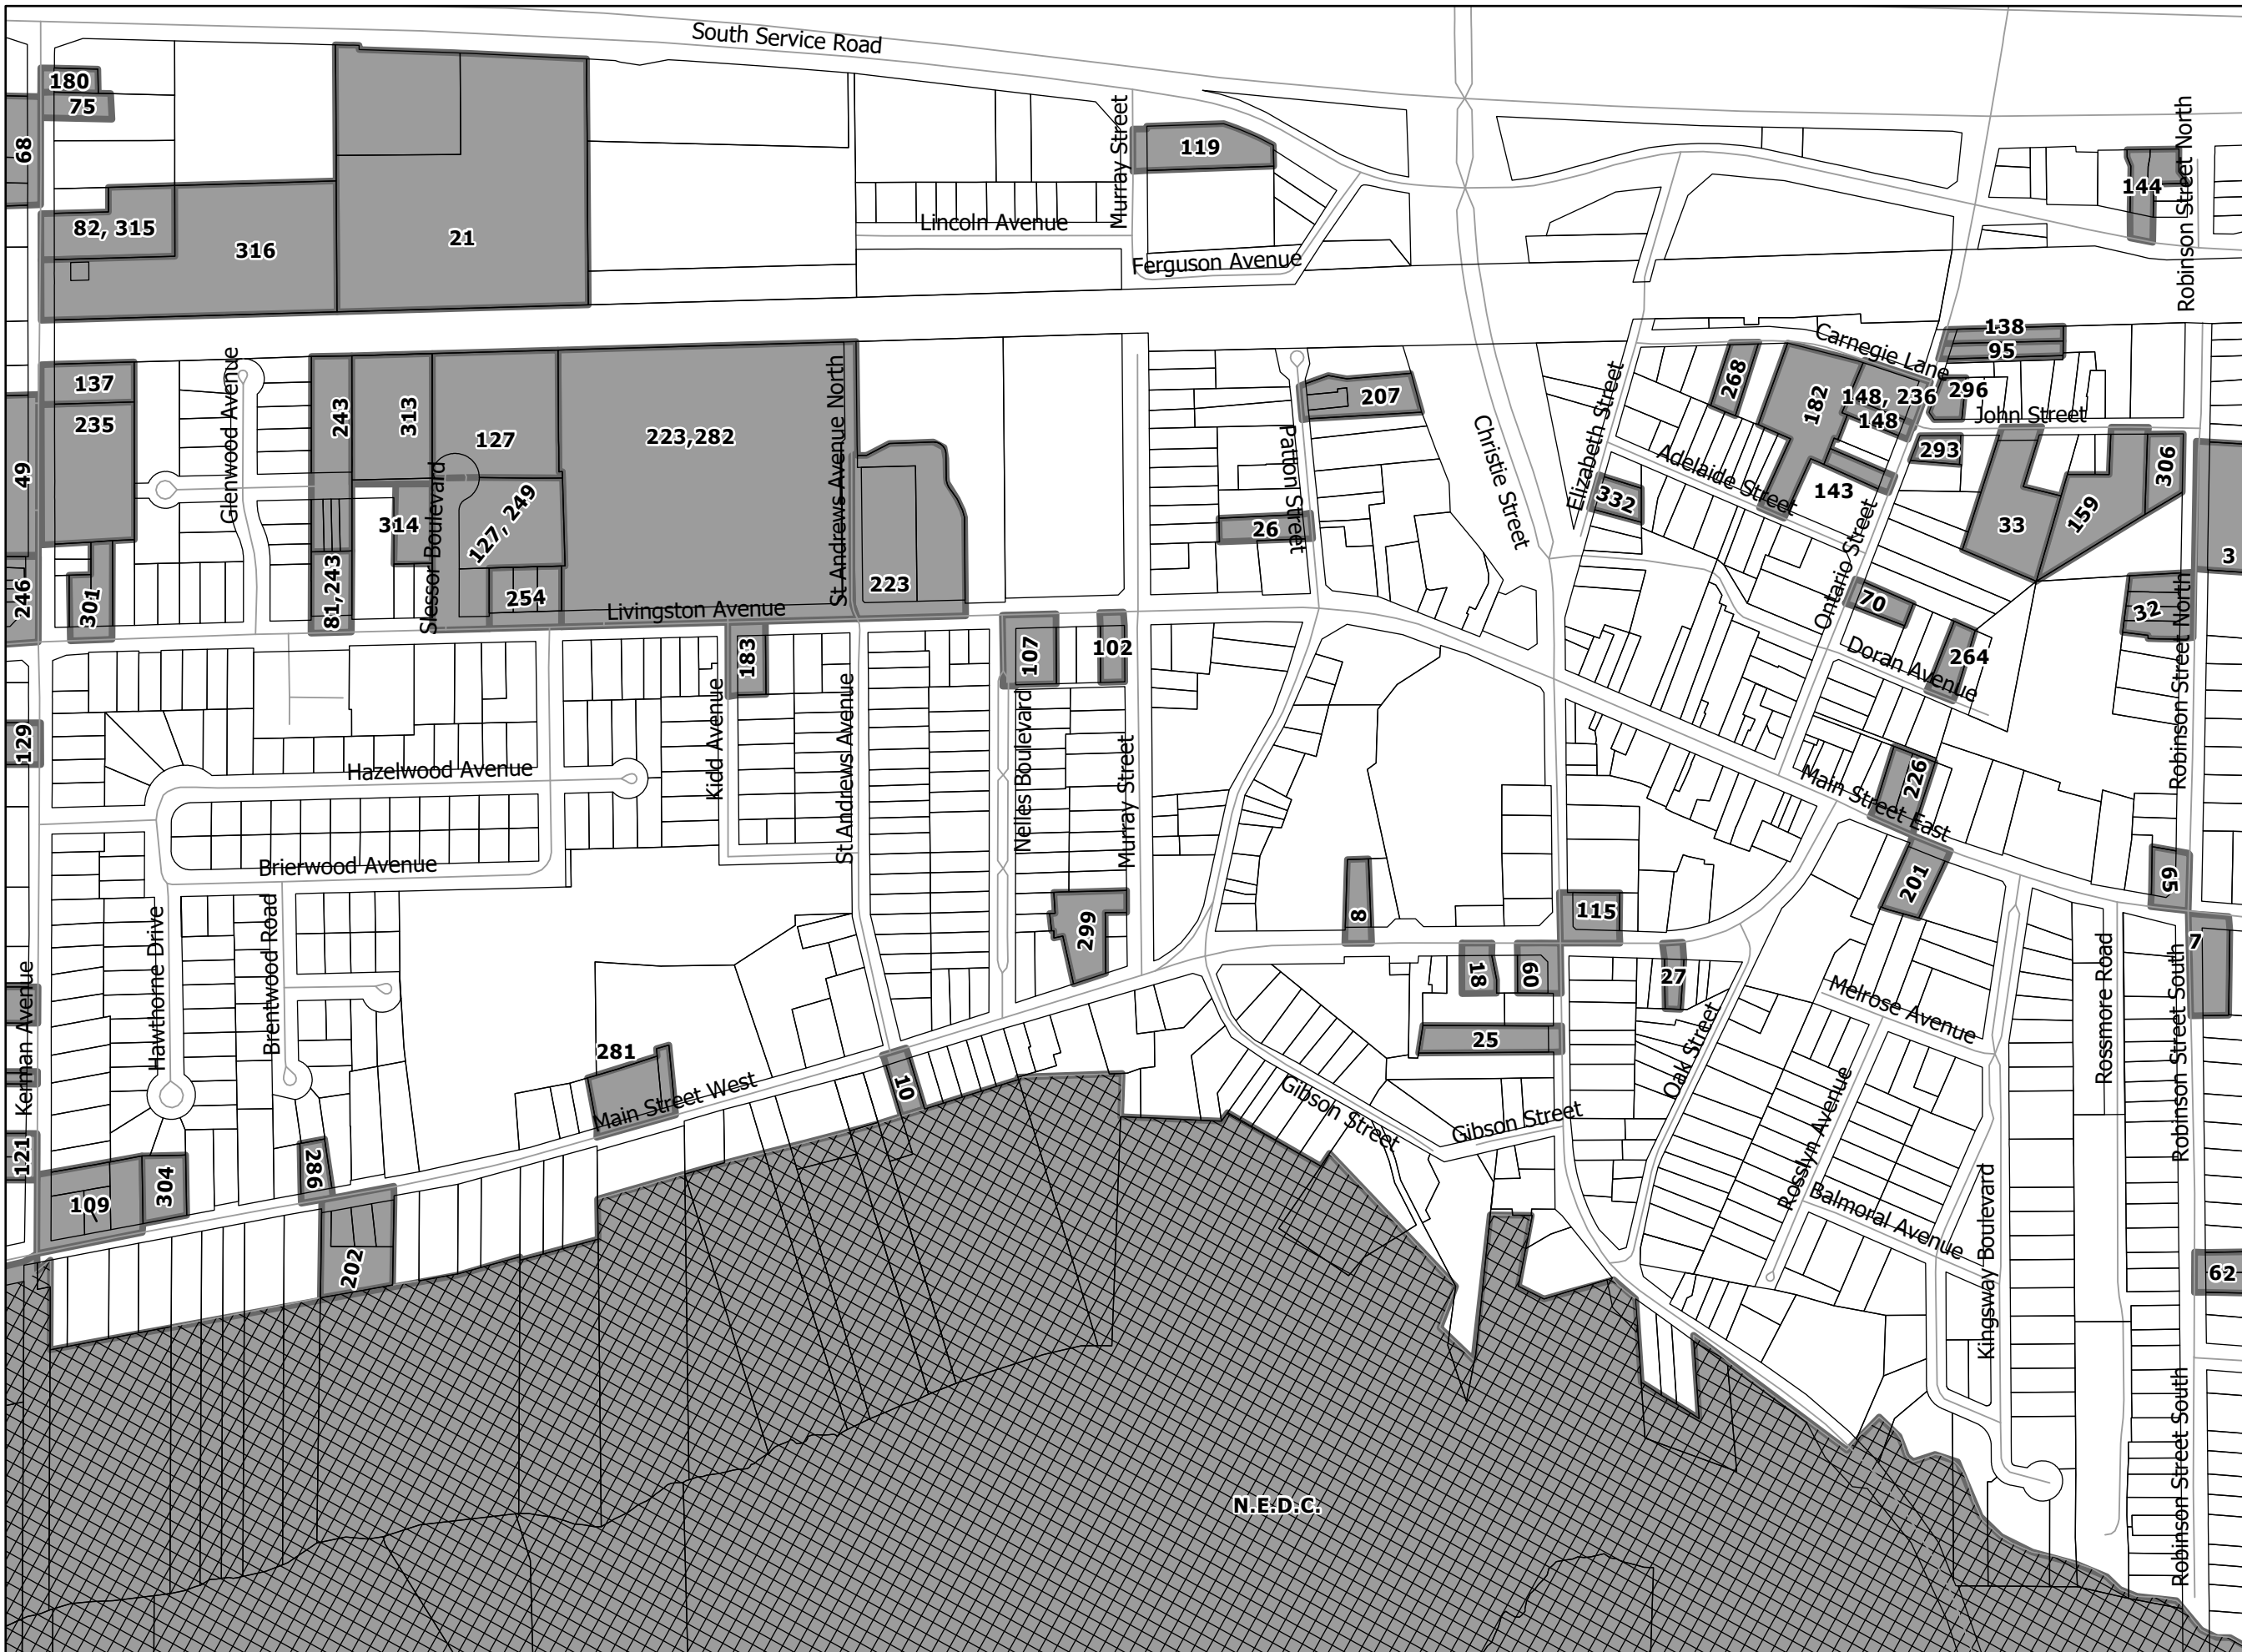 South Service Road
180
75
68
119
Murray Street
144
Robinson Street North
82, 315
316
21
Lincoln Avenue
Ferguson Avenue
138
95
Carnegie Lane
137
235
Glenwood Avenue
243
313
127
223,282
St Andrews Avenue North
207
Patton Street
Christie Street
Elizabeth Street
268
182
148, 236
148
296
John Street
293
49
314
Slessor Boulevard
127, 249
26
332
Adelaide Street
143
Ontario Street
33
159
306
3
246
301
81,243
254
Livingston Avenue
223
70
32
Robinson Street North
183
107
102
Doran Avenue
264
129
Hazelwood Avenue
Kidd Avenue
St Andrews Avenue
Nelles Boulevard
Murray Street
226
Main Street East
Brierwood Avenue
201
65
Hawthorne Drive
Brentwood Road
299
8
115
7
Kerman Avenue
18
60
27
Melrose Avenue
Rossmore Road
Robinson Street South
281
Main Street West
10
25
Oak Street
Gibson Street
Gibson Street
Rosslyn Avenue
121
109
304
286
202
Balmoral Avenue
Kingsway Boulevard
62
Robinson Street South
N.E.D.C.